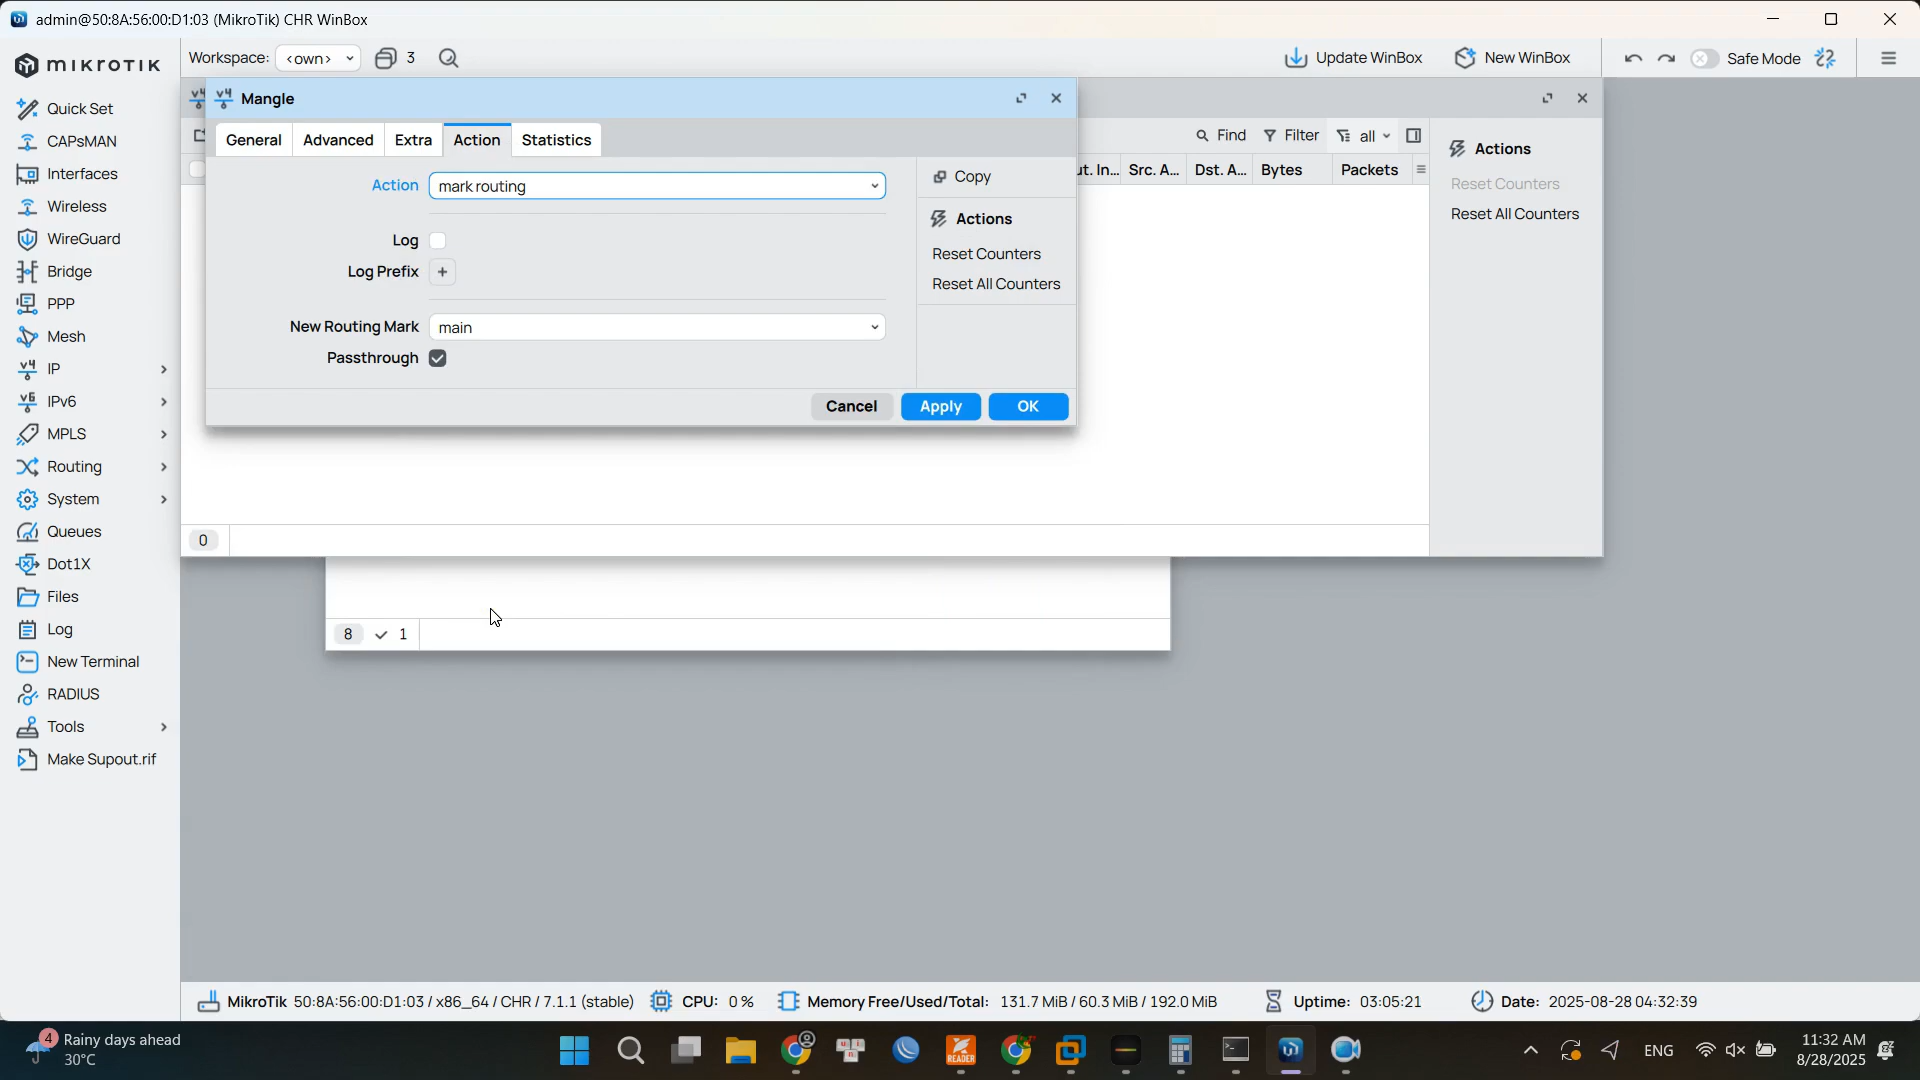 admin@50:8A:56:00:D1:03 (MikroTik) CHR WinBox
MIKROTIK
Workspace: <own> 3
Update WinBox New WinBox Safe Mode
Quick Set
CAPsMAN
Interfaces
Wireless
WireGuard
Bridge
PPP
Mesh
IP
IPv6
MPLS
Routing
System
Queues
Dot1X
Files
Log
New Terminal
RADIUS
Tools
Make Supout.rif
v4 v4 Mangle
General Advanced Extra Action Statistics
Action mark routing
Log
Log Prefix +
New Routing Mark main
Passthrough
Copy
Actions
Reset Counters
Reset All Counters
Cancel Apply OK
Find Filter all
ut. In... Src. A... Dst. A... Bytes Packets
Actions
Reset Counters
Reset All Counters
0
8 1
MikroTik 50:8A:56:00:D1:03 / x86_64 / CHR / 7.1.1 (stable) CPU: 0 % Memory Free/Used/Total: 131.7 MiB / 60.3 MiB / 192.0 MiB Uptime: 03:05:21 Date: 2025-08-28 04:32:39
4 Rainy days ahead
30°C
READER
ENG
11:32 AM
8/28/2025